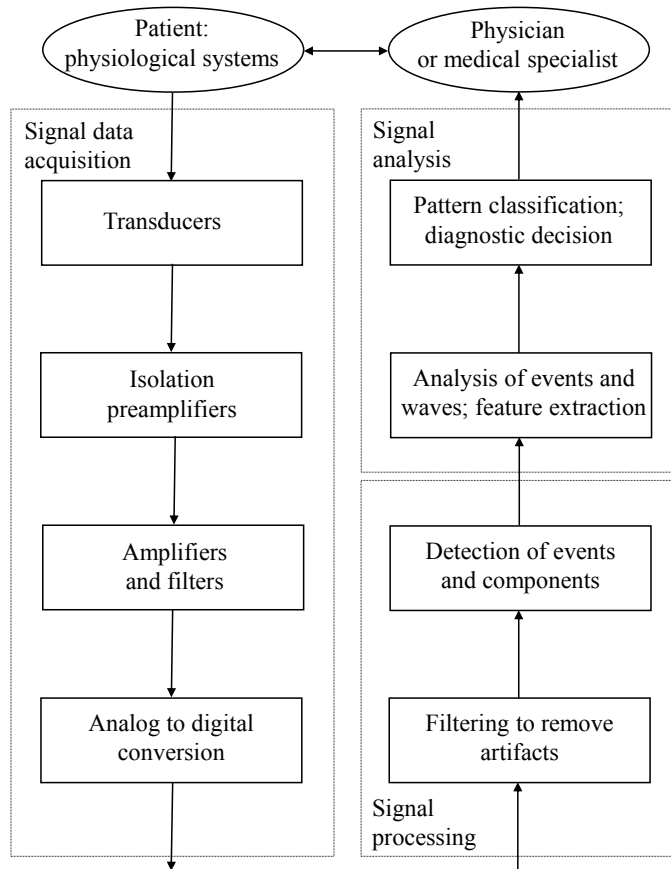 Patient:
physiological systems
Physician
or medical specialist
Signal data
acquisition
Transducers
Isolation
preamplifiers
Amplifiers
and filters
Analog to digital
conversion
Signal
analysis
Pattern classification;
diagnostic decision
Analysis of events and
waves; feature extraction
Detection of events
and components
Filtering to remove
artifacts
Signal
processing